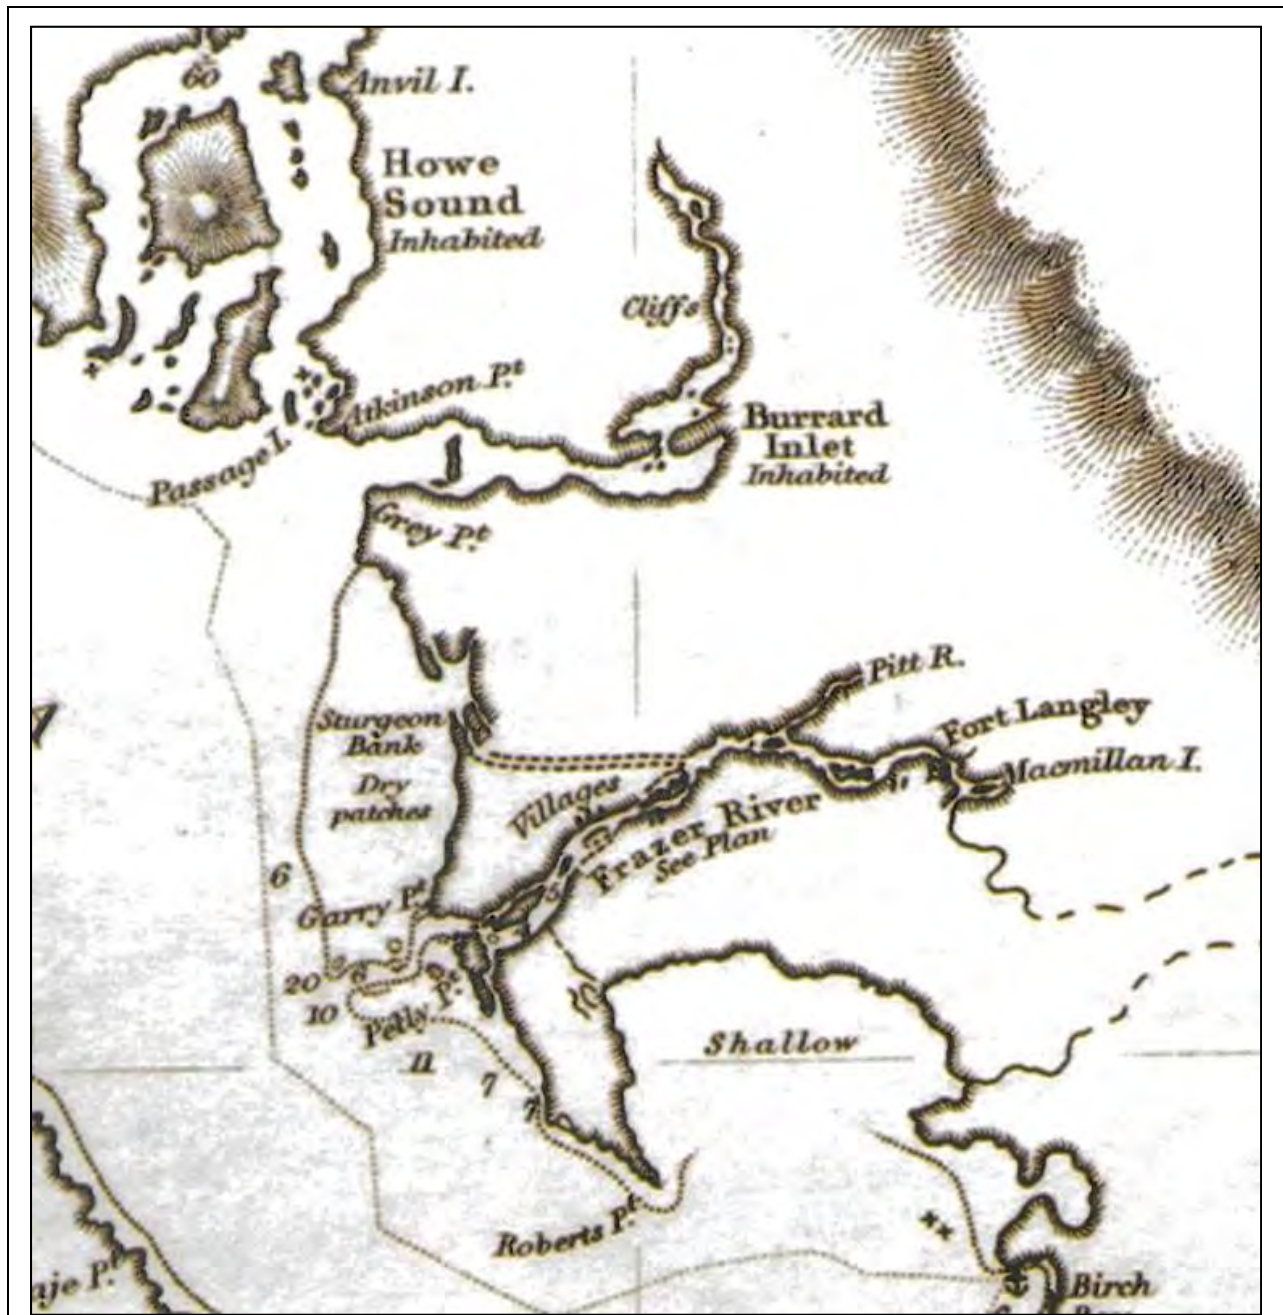 60
Anvil I.
Howe
Sound
Inhabited
Cliffs
Atkinson Pt.
Passage I.
Burrard
Inlet
Inhabited
Grey Pt.
Pitt R.
Fort Langley
Macmillan I.
Sturgeon
Bank
Dry
patches
Villages
Frazer River
See Plan
6
Garry Pt.
20
10
Pelly Pt.
11
7
7
Shallow
Roberts Pt.
aje Pt.
Birch